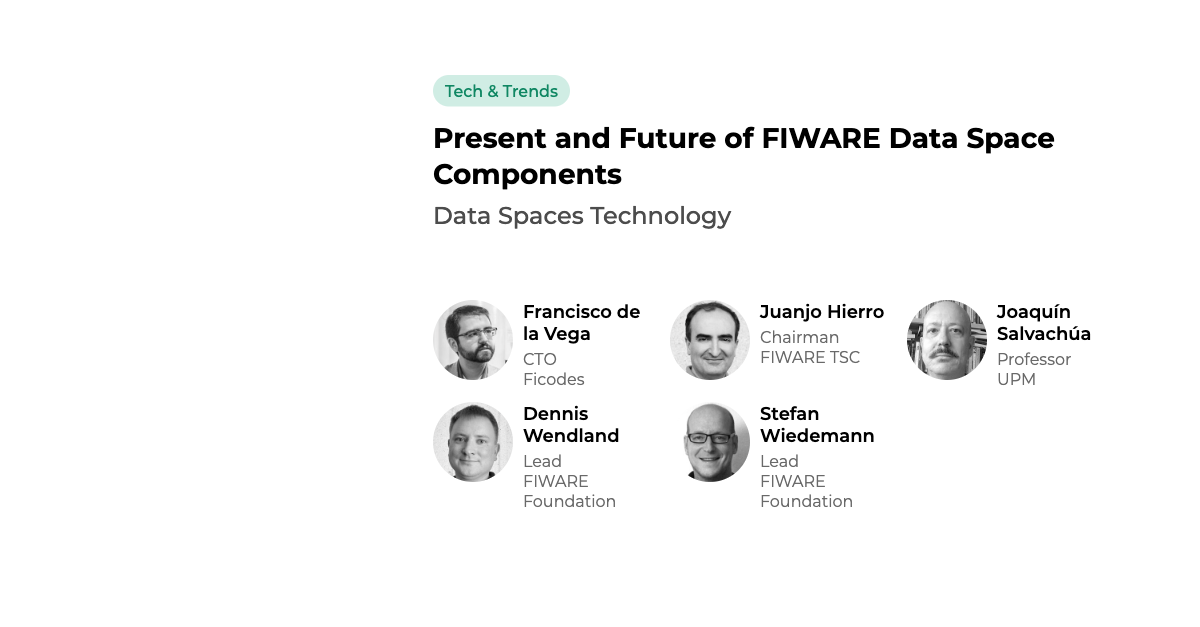 Tech & Trends
Present and Future of FIWARE Data Space
Components
Data Spaces Technology
Francisco de
la Vega
CTO
Ficodes
Juanjo Hierro
Chairman
FIWARE TSC
Joaquín
Salvachúa
Professor
UPM
Dennis
Wendland
Lead
FIWARE
Foundation
Stefan
Wiedemann
Lead
FIWARE
Foundation